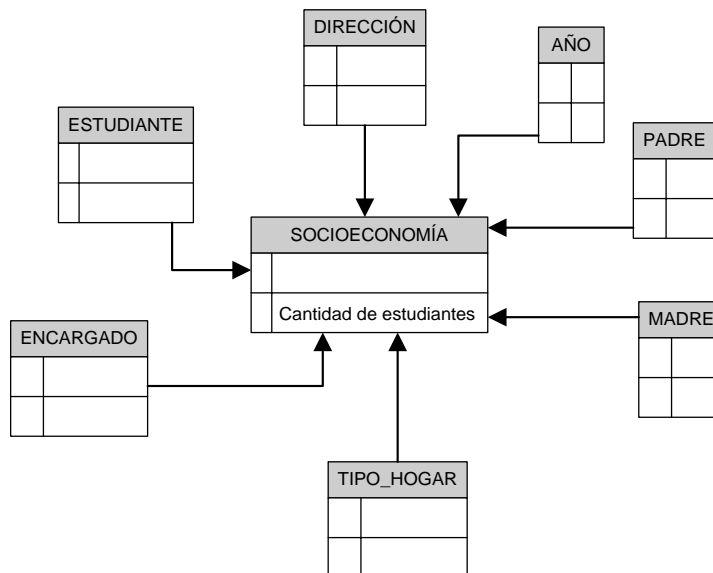 DIRECCIÓN
AÑO
ESTUDIANTE
PADRE
SOCIOECONOMÍA
Cantidad de estudiantes
MADRE
ENCARGADO
TIPO_HOGAR